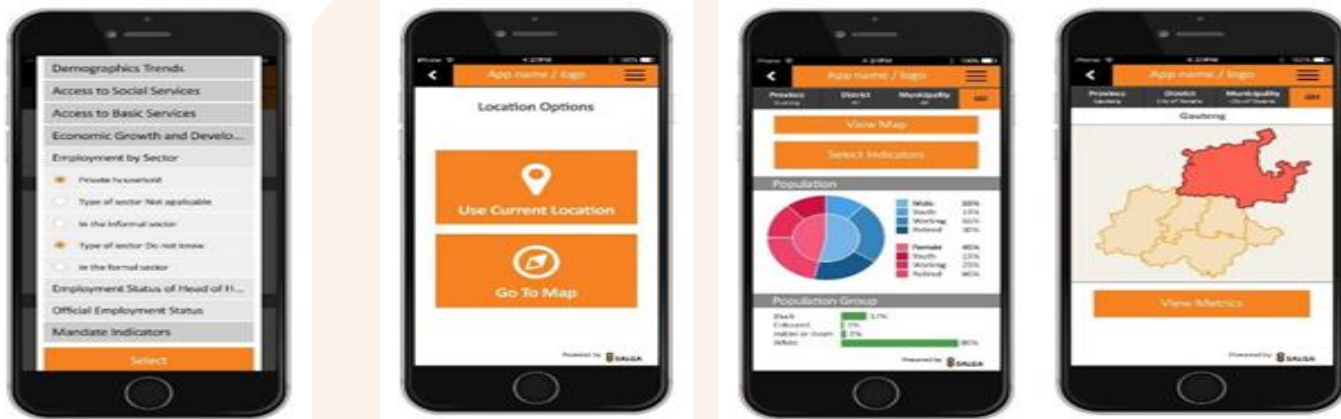 Demographics Trends
Access to Social Services
Access to Basic Services
Economic Growth and Develo...
Employment by Sector
Private household
Type of sector Not applicable
In the Informal sector
Type of sector Do not know
In the formal sector
Employment Status of Head of H...
Official Employment Status
Mandate Indicators
Select
App name / logo
Location Options
Use Current Location
Go To Map
Powered by SALGA
App name / logo
Province District Municipality GO
View Map
Select Indicators
Population
Male
Youth
Working
Retired
Female
Youth
Working
Retired
Population Group
Black
Coloured
Indian or Asian
White
Powered by SALGA
App name / logo
Province District Municipality GO
Gauteng
View Metrics
Powered by SALGA